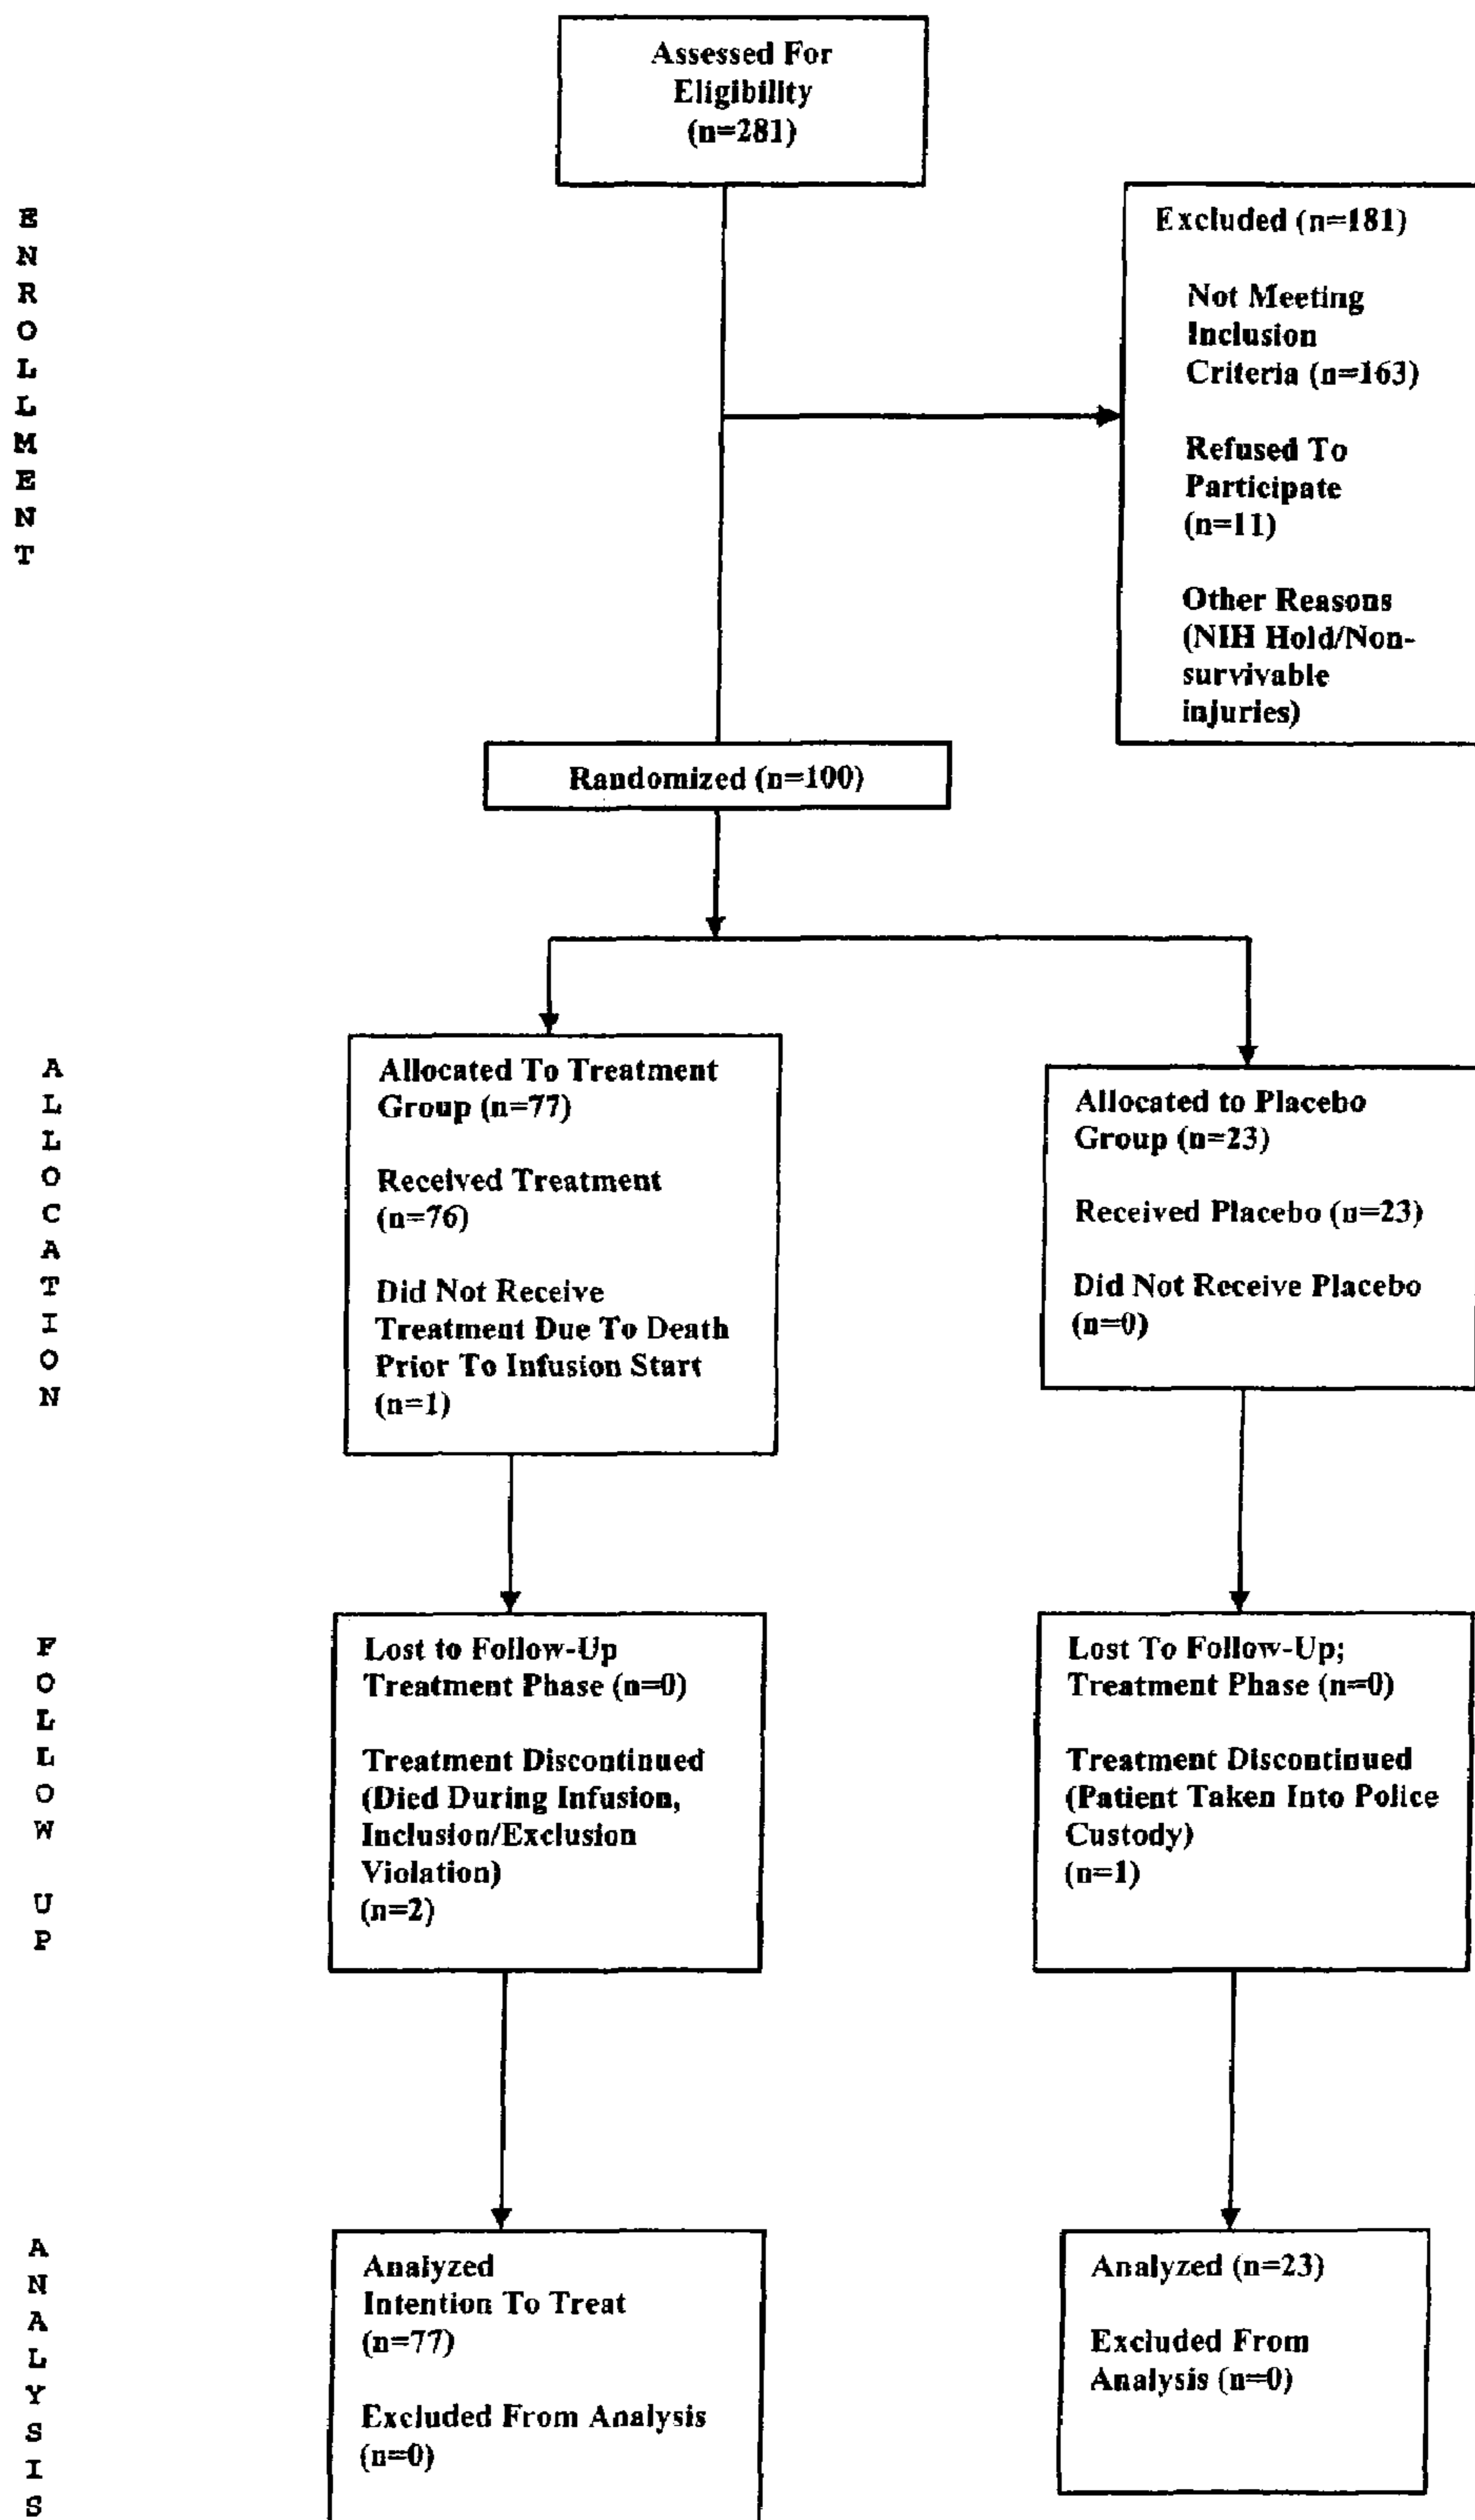 Assessed For
Eligibility
(n=281)
E
N
R
O
L
L
M
E
N
T
Excluded (n=181)
Not Meeting
Inclusion
Criteria (n=163)
Refused To
Participate
(n=11)
Other Reasons
(NIH Hold/Non-
survivable
injuries)
Randomized (n=100)
A
L
L
O
C
A
T
I
O
N
Allocated To Treatment
Group (n=77)
Received Treatment
(n=76)
Did Not Receive
Treatment Due To Death
Prior To Infusion Start
(n=1)
Allocated to Placebo
Group (n=23)
Received Placebo (n=23)
Did Not Receive Placebo
(n=0)
F
O
L
L
O
W
U
P
Lost to Follow-Up
Treatment Phase (n=0)
Treatment Discontinued
(Died During Infusion,
Inclusion/Exclusion
Violation)
(n=2)
Lost To Follow-Up;
Treatment Phase (n=0)
Treatment Discontinued
(Patient Taken Into Police
Custody)
(n=1)
A
N
A
L
Y
S
I
S
Analyzed
Intention To Treat
(n=77)
Excluded From Analysis
(n=0)
Analyzed (n=23)
Excluded From
Analysis (n=0)